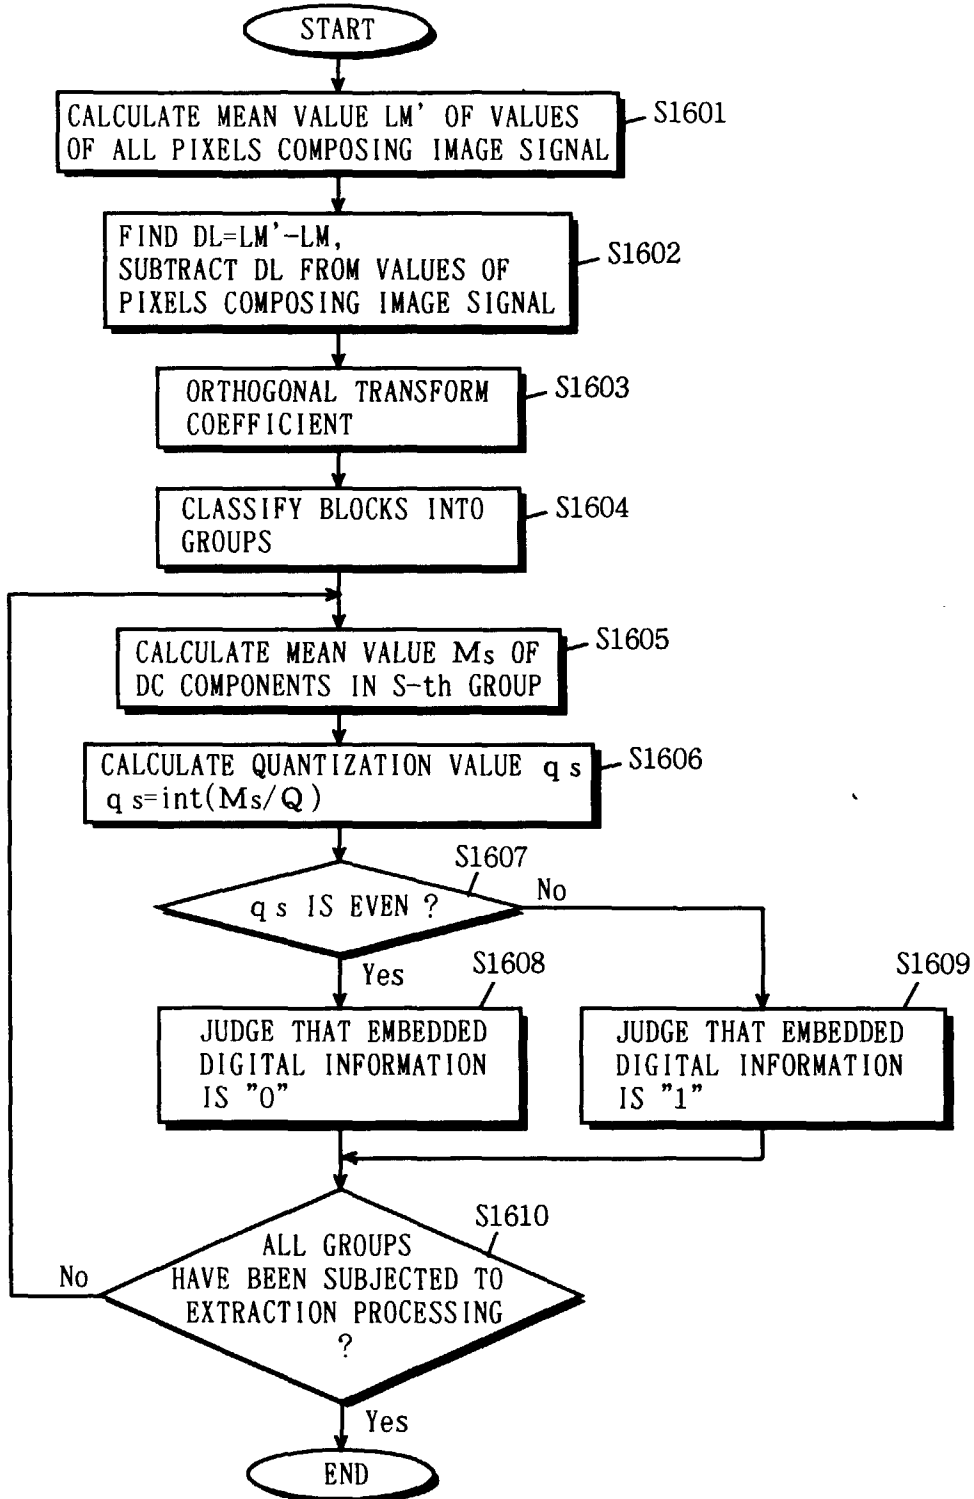 START
CALCULATE MEAN VALUE LM' OF VALUES
OF ALL PIXELS COMPOSING IMAGE SIGNAL
S1601
FIND DL=LM'-LM,
SUBTRACT DL FROM VALUES OF
PIXELS COMPOSING IMAGE SIGNAL
S1602
ORTHOGONAL TRANSFORM
COEFFICIENT
S1603
CLASSIFY BLOCKS INTO
GROUPS
S1604
CALCULATE MEAN VALUE Ms OF
DC COMPONENTS IN S-th GROUP
S1605
CALCULATE QUANTIZATION VALUE q s
q s=int(Ms/Q)
S1606
S1607
q s IS EVEN ?
No
Yes
S1608
JUDGE THAT EMBEDDED
DIGITAL INFORMATION
IS "0"
S1609
JUDGE THAT EMBEDDED
DIGITAL INFORMATION
IS "1"
S1610
ALL GROUPS
HAVE BEEN SUBJECTED TO
EXTRACTION PROCESSING
?
No
Yes
END